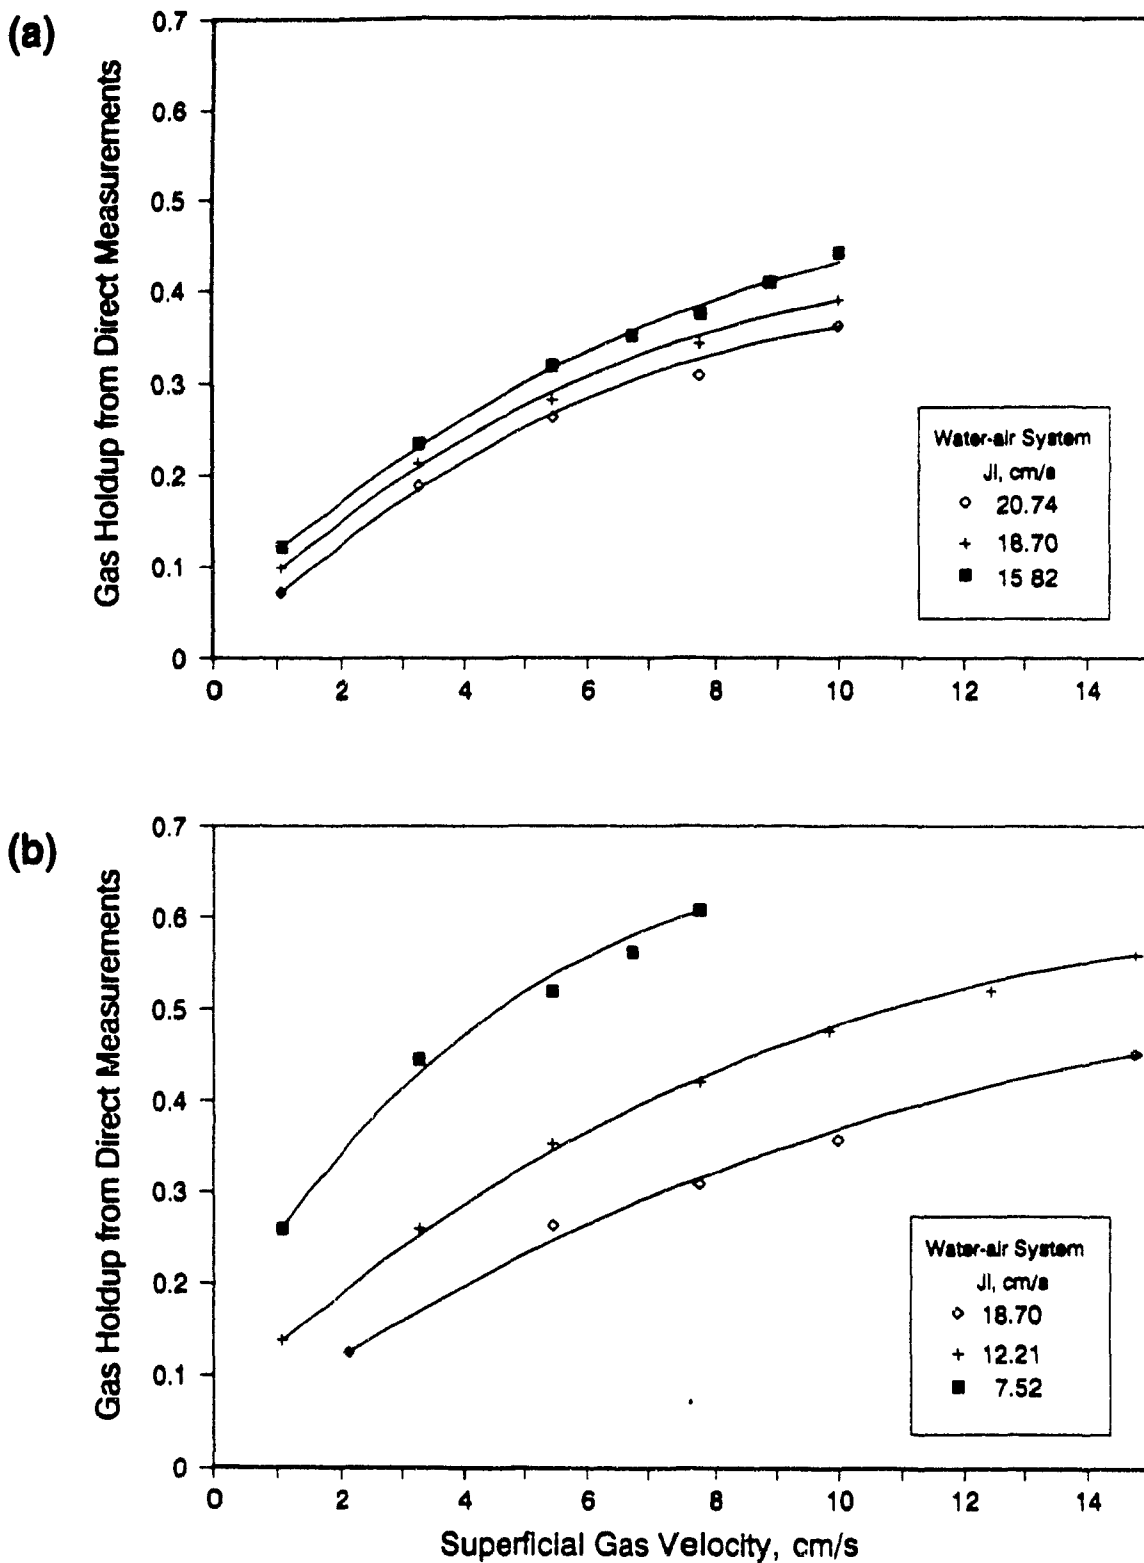 (a)
Gas Holdup from Direct Measurements
0.7
0.6
0.5
0.4
0.3
0.2
0.1
0
0 2 4 6 8 10 12 14
Water-air System
Jl, cm/s
20.74
18.70
15 82
(b)
Gas Holdup from Direct Measurements
0.7
0.6
0.5
0.4
0.3
0.2
0.1
0
0 2 4 6 8 10 12 14
Water-air System
Jl, cm/s
18.70
12.21
7.52
Superficial Gas Velocity, cm/s